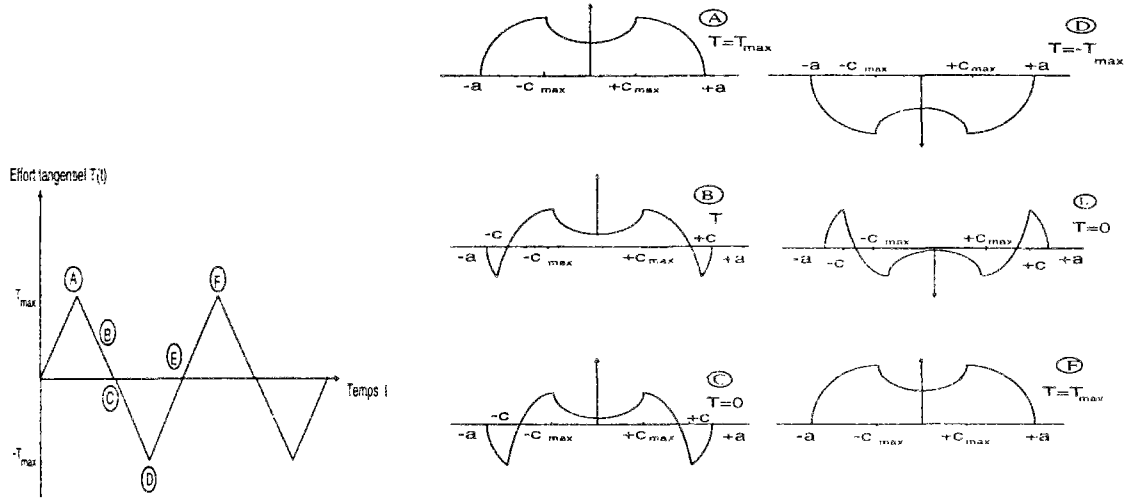 Effort tangensel T(t)
T max
-T max
Temps t
A
B
C
D
E
F
A
T=T max
-a -c max +c max +a
D
T=-T max
-a -c max +c max +a
B
T
-c +c
-a -c max +c max +a
T=0
-c max +c max
-a -c +c +a
C
T=0
-c +c
-a -c max +c max +a
F
T=T max
-a -c max +c max +a